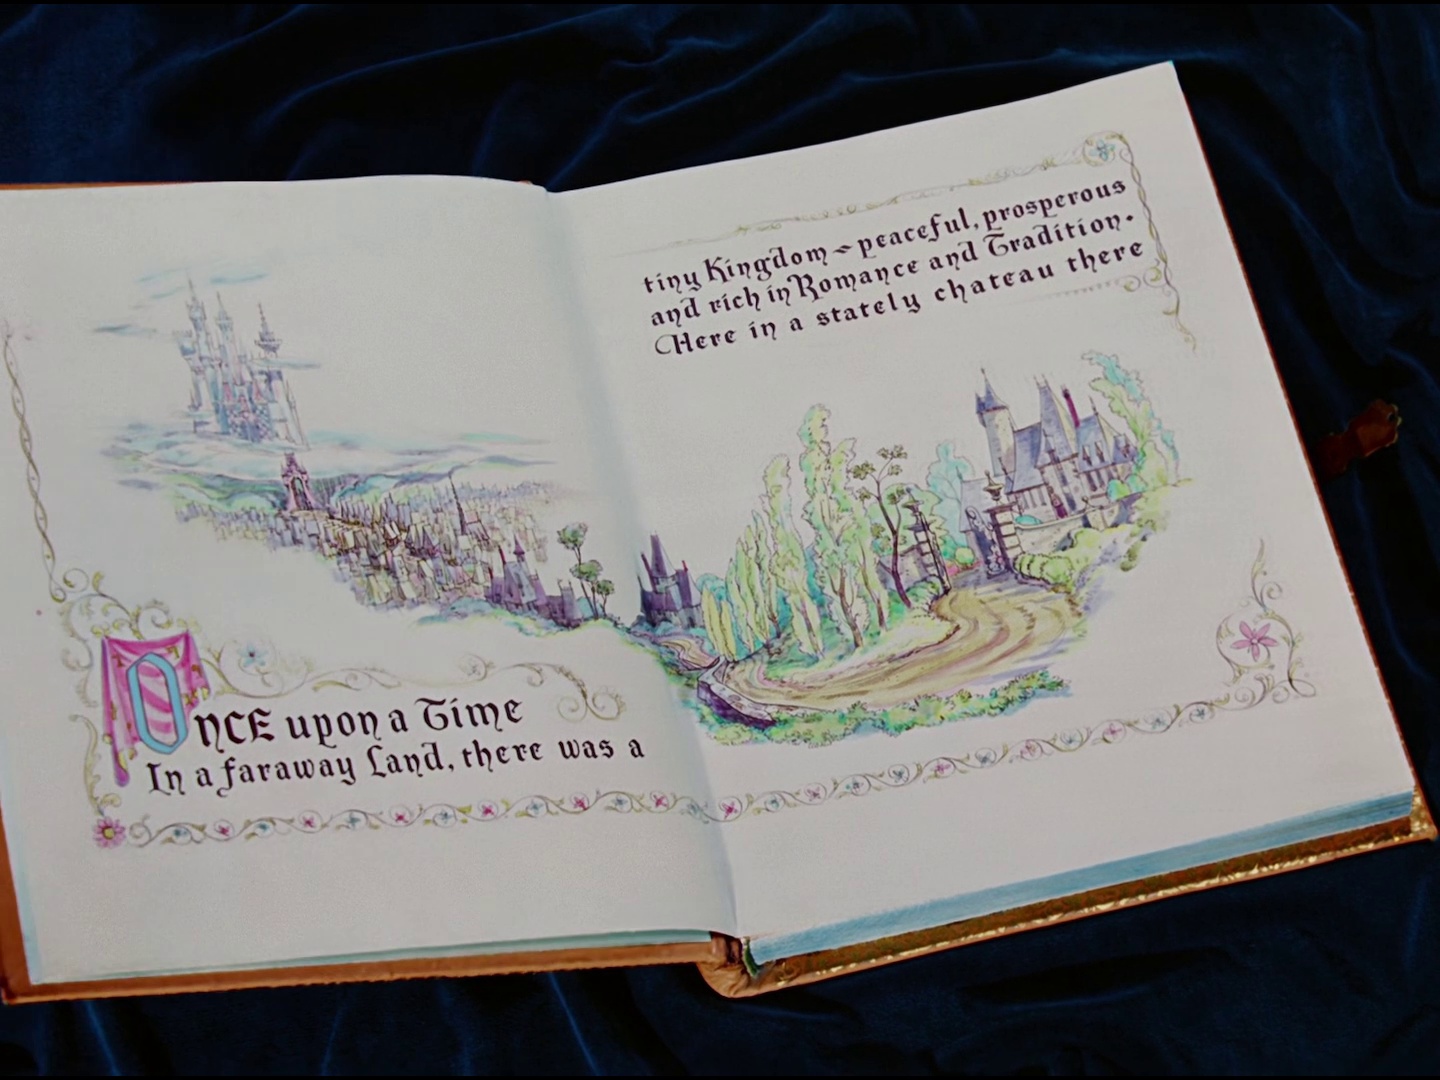 ONCE upon a Time
In a faraway Land, there was a
tiny Kingdom ~ peaceful, prosperous
and rich in Romance and Tradition.
Here in a stately chateau there